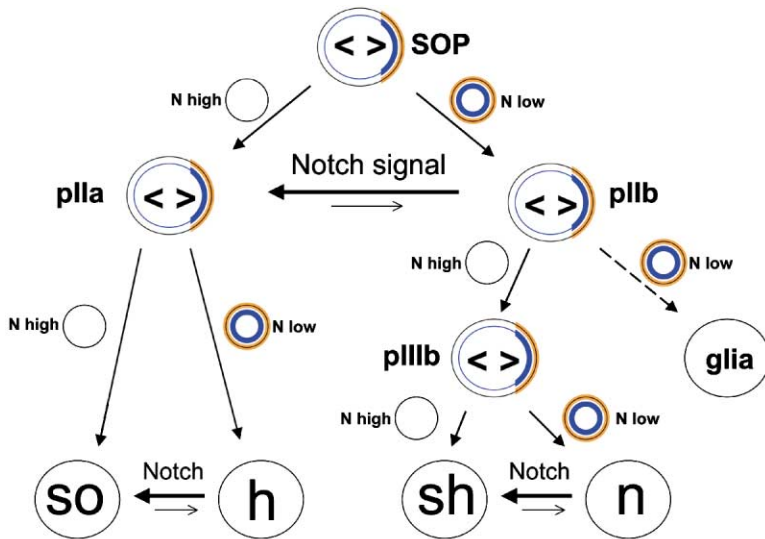 < > SOP
N high
N low
Notch signal
pIIa
< >
< >
pIIb
N high
N low
N high
N low
pIIIb
< >
glia
N high
N low
Notch
Notch
so
h
sh
n